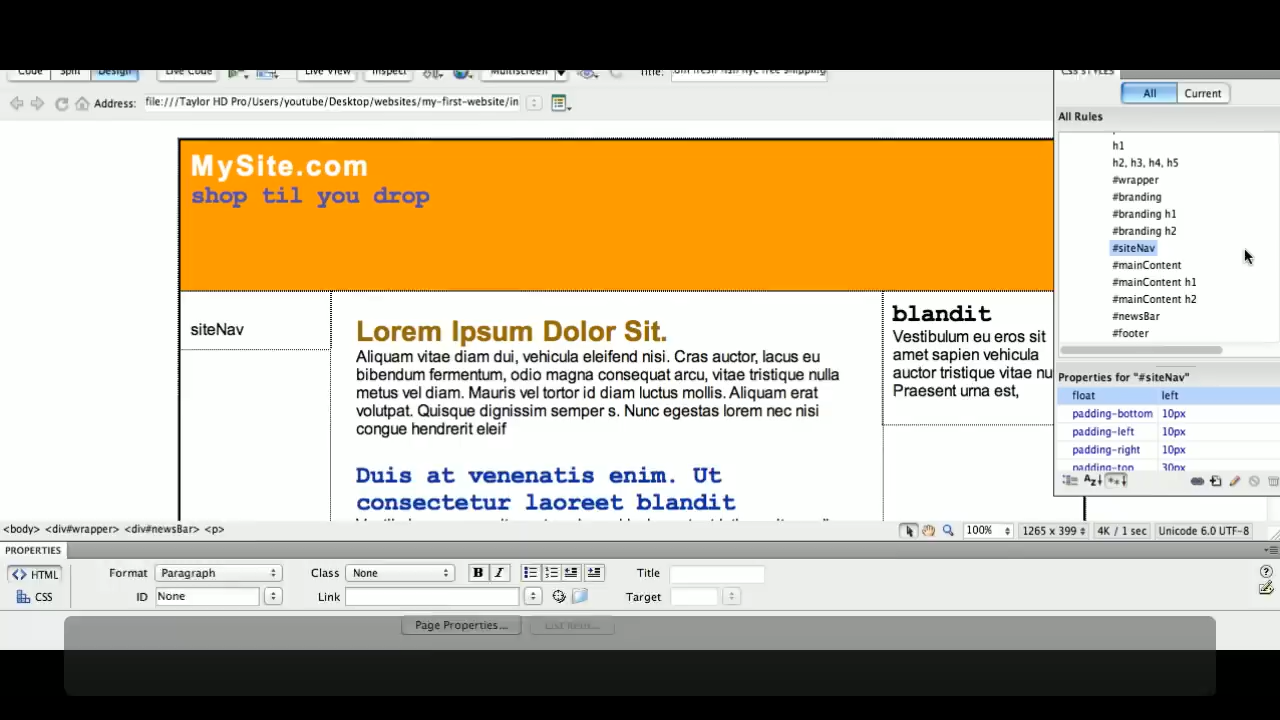 Code Split Design Live Code Live View Inspect Multiscreen Title:
CSS STYLES
Address: file:///Taylor HD Pro/Users/youtube/Desktop/websites/my-first-website/in
All Current
All Rules
h1
h2, h3, h4, h5
#wrapper
#branding
#branding h1
#branding h2
#siteNav
#mainContent
#mainContent h1
#mainContent h2
#newsBar
#footer
Properties for "#siteNav"
float left
padding-bottom 10px
padding-left 10px
padding-right 10px
padding-top 30px
MySite.com
shop til you drop
siteNav
Lorem Ipsum Dolor Sit.
Aliquam vitae diam dui, vehicula eleifend nisi. Cras auctor, lacus eu
bibendum fermentum, odio magna consequat arcu, vitae tristique nulla
metus vel diam. Mauris vel tortor id diam luctus mollis. Aliquam erat
volutpat. Quisque dignissim semper s. Nunc egestas lorem nec nisi
congue hendrerit eleif
Duis at venenatis enim. Ut
consectetur laoreet blandit
blandit
Vestibulum eu eros sit
amet sapien vehicula
auctor tristique vitae nu
Praesent urna est,
<body> <div#wrapper> <div#newsBar> <p>
100% 1265 x 399 4K / 1 sec Unicode 6.0 UTF-8
PROPERTIES
HTML Format Paragraph Class None B I Title
CSS ID None Link Target
Page Properties... List Item...